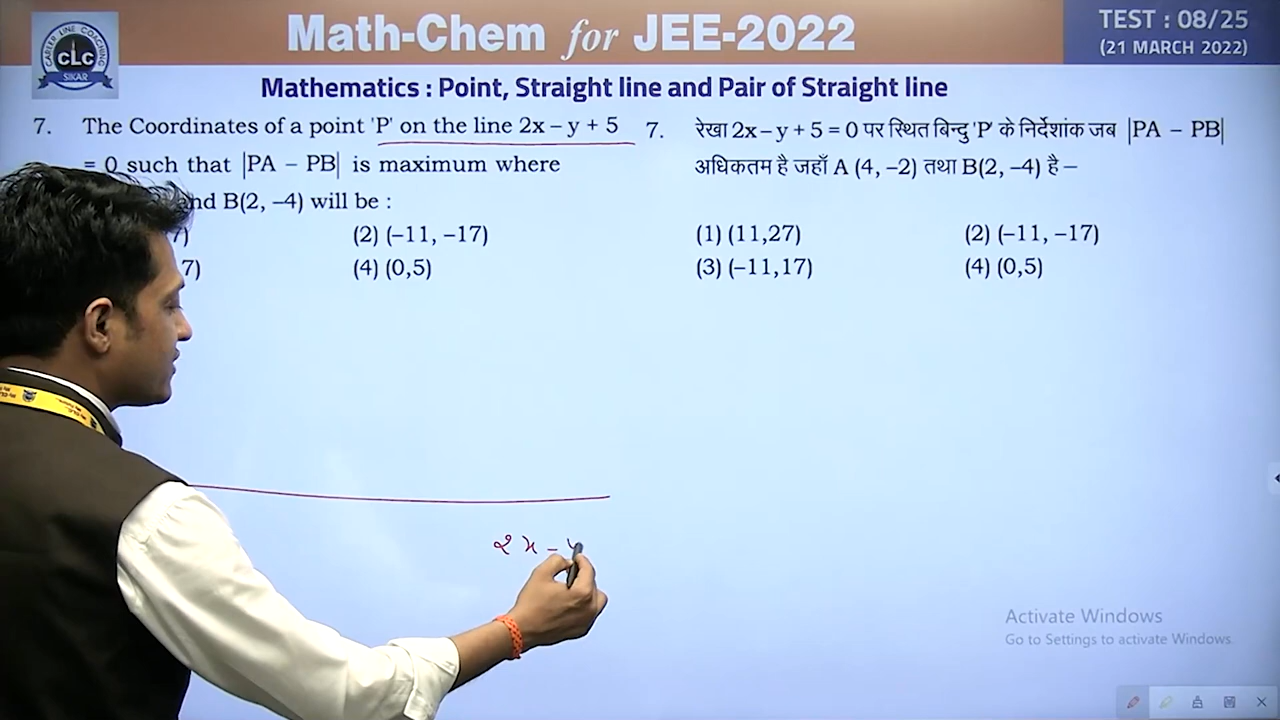 Math-Chem for JEE-2022
TEST : 08/25
(21 MARCH 2022)
CAREER LINE COACHING
CLC
SIKAR
Mathematics : Point, Straight line and Pair of Straight line
7. The Coordinates of a point 'P' on the line 2x – y + 5
= 0 such that |PA – PB| is maximum where
and B(2, –4) will be :
7)
(2) (–11, –17)
7)
(4) (0,5)
7. रेखा 2x – y + 5 = 0 पर स्थित बिन्दु 'P' के निर्देशांक जब |PA – PB|
अधिकतम है जहाँ A (4, –2) तथा B(2, –4) है –
(1) (11,27) (2) (–11, –17)
(3) (–11,17) (4) (0,5)
2x – y
Activate Windows
Go to Settings to activate Windows.